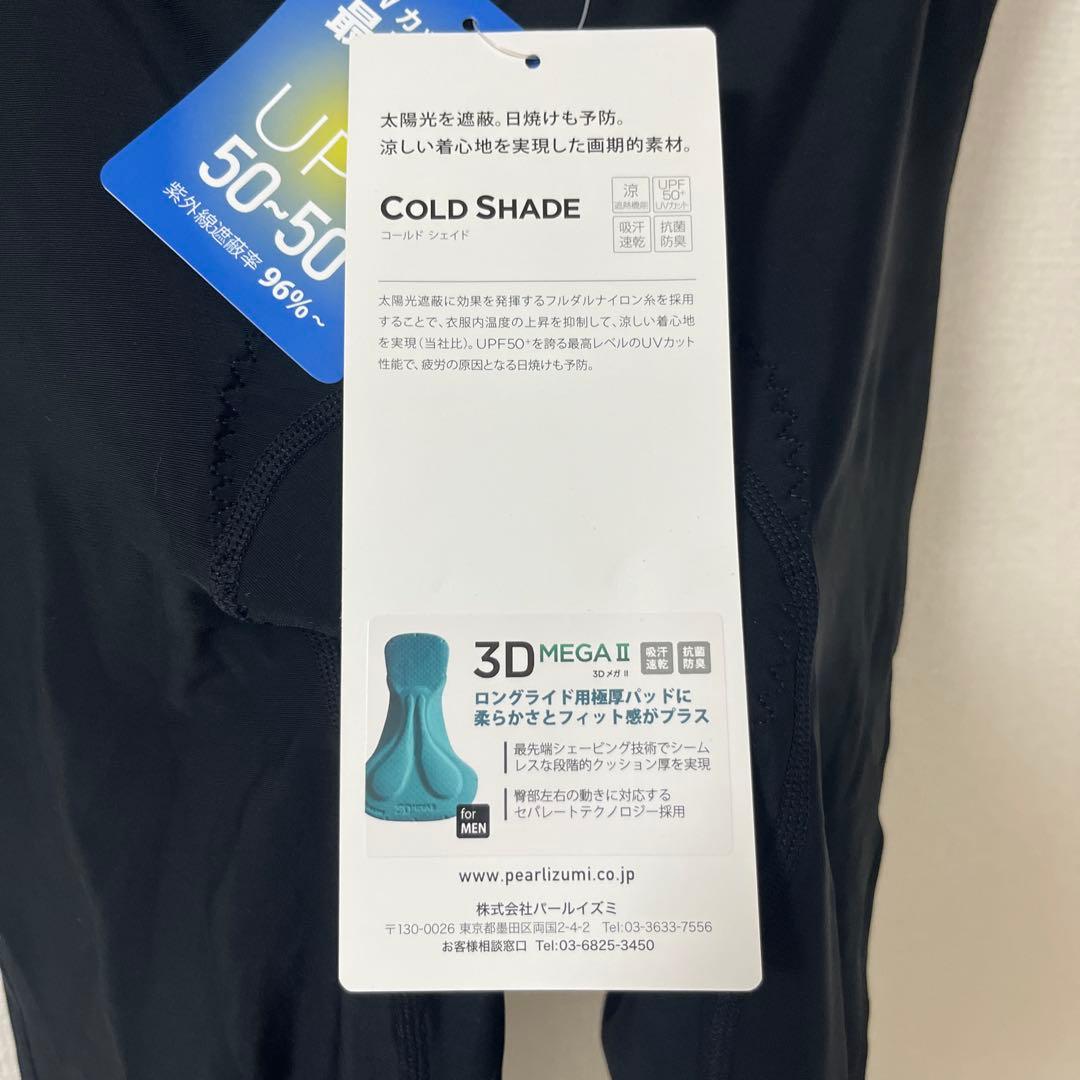 カッ
最
UP
50~50
紫外線遮蔽率 96%~
太陽光を遮蔽。日焼けも予防。
涼しい着心地を実現した画期的素材。
COLD SHADE
コールド シェイド
涼
遮熱機能
UPF
50+
UVカット
吸汗
速乾
抗菌
防臭
太陽光遮蔽に効果を発揮するフルダルナイロン糸を採用
することで、衣服内温度の上昇を抑制して、涼しい着心地
を実現(当社比)。UPF50+を誇る最高レベルのUVカット
性能で、疲労の原因となる日焼けも予防。
3D MEGA II
3D メガ II
吸汗
速乾
抗菌
防臭
ロングライド用極厚パッドに
柔らかさとフィット感がプラス
最先端シェービング技術でシーム
レスな段階的クッション厚を実現
臀部左右の動きに対応する
セパレートテクノロジー採用
for
MEN
www.pearlizumi.co.jp
株式会社パールイズミ
〒130-0026 東京都墨田区両国2-4-2 Tel:03-3633-7556
お客様相談窓口 Tel:03-6825-3450